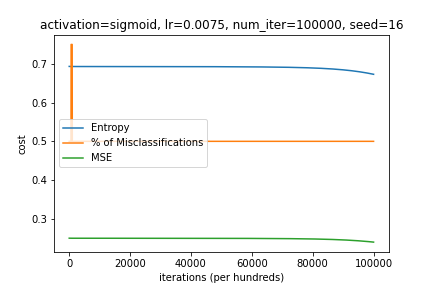 activation=sigmoid, lr=0.0075, num_iter=100000, seed=16
0.7
0.6
0.5
0.4
0.3
cost
Entropy
% of Misclassifications
MSE
0 20000 40000 60000 80000 100000
iterations (per hundreds)